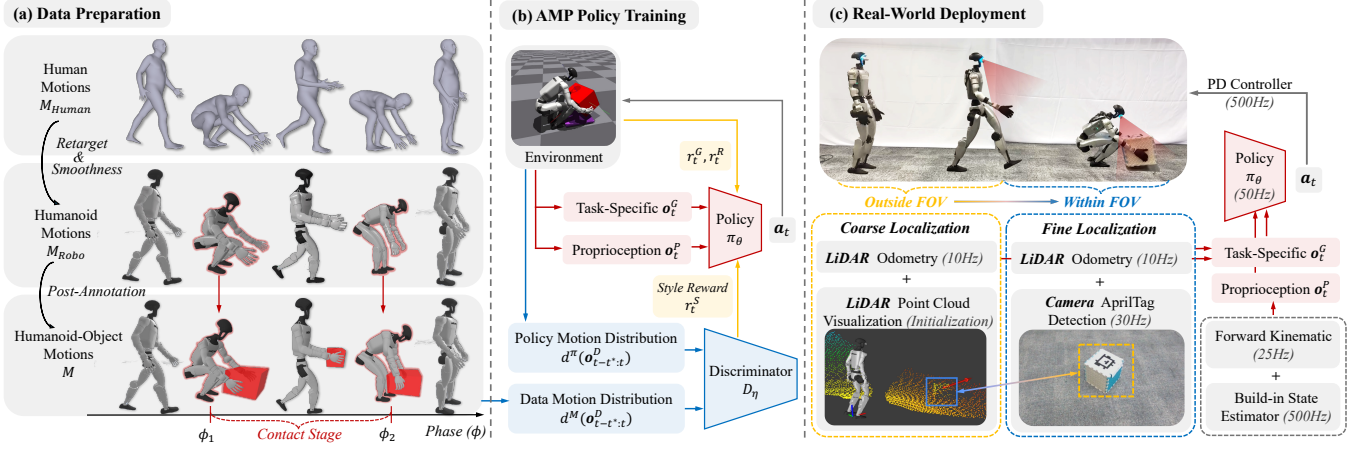 (a) Data Preparation
Human
Motions
M_Human
Retarget
&
Smoothness
Humanoid
Motions
M_Robo
Post-Annotation
Humanoid-Object
Motions
M
ϕ₁
Contact Stage
ϕ₂
Phase (ϕ)
(b) AMP Policy Training
Environment
r_t^G, r_t^R
Task-Specific o_t^G
Proprioception o_t^P
Policy
π_θ
a_t
Style Reward
r_t^S
Policy Motion Distribution
d^π(o^D_{t-t*:t})
Data Motion Distribution
d^M(o^D_{t-t*:t})
Discriminator
D_η
(c) Real-World Deployment
PD Controller
(500Hz)
Policy
π_θ
(50Hz)
a_t
Outside FOV
Within FOV
Coarse Localization
LiDAR Odometry (10Hz)
+
LiDAR Point Cloud
Visualization (Initialization)
Fine Localization
LiDAR Odometry (10Hz)
+
Camera AprilTag
Detection (30Hz)
Task-Specific o_t^G
Proprioception o_t^P
Forward Kinematic
(25Hz)
+
Build-in State
Estimator (500Hz)